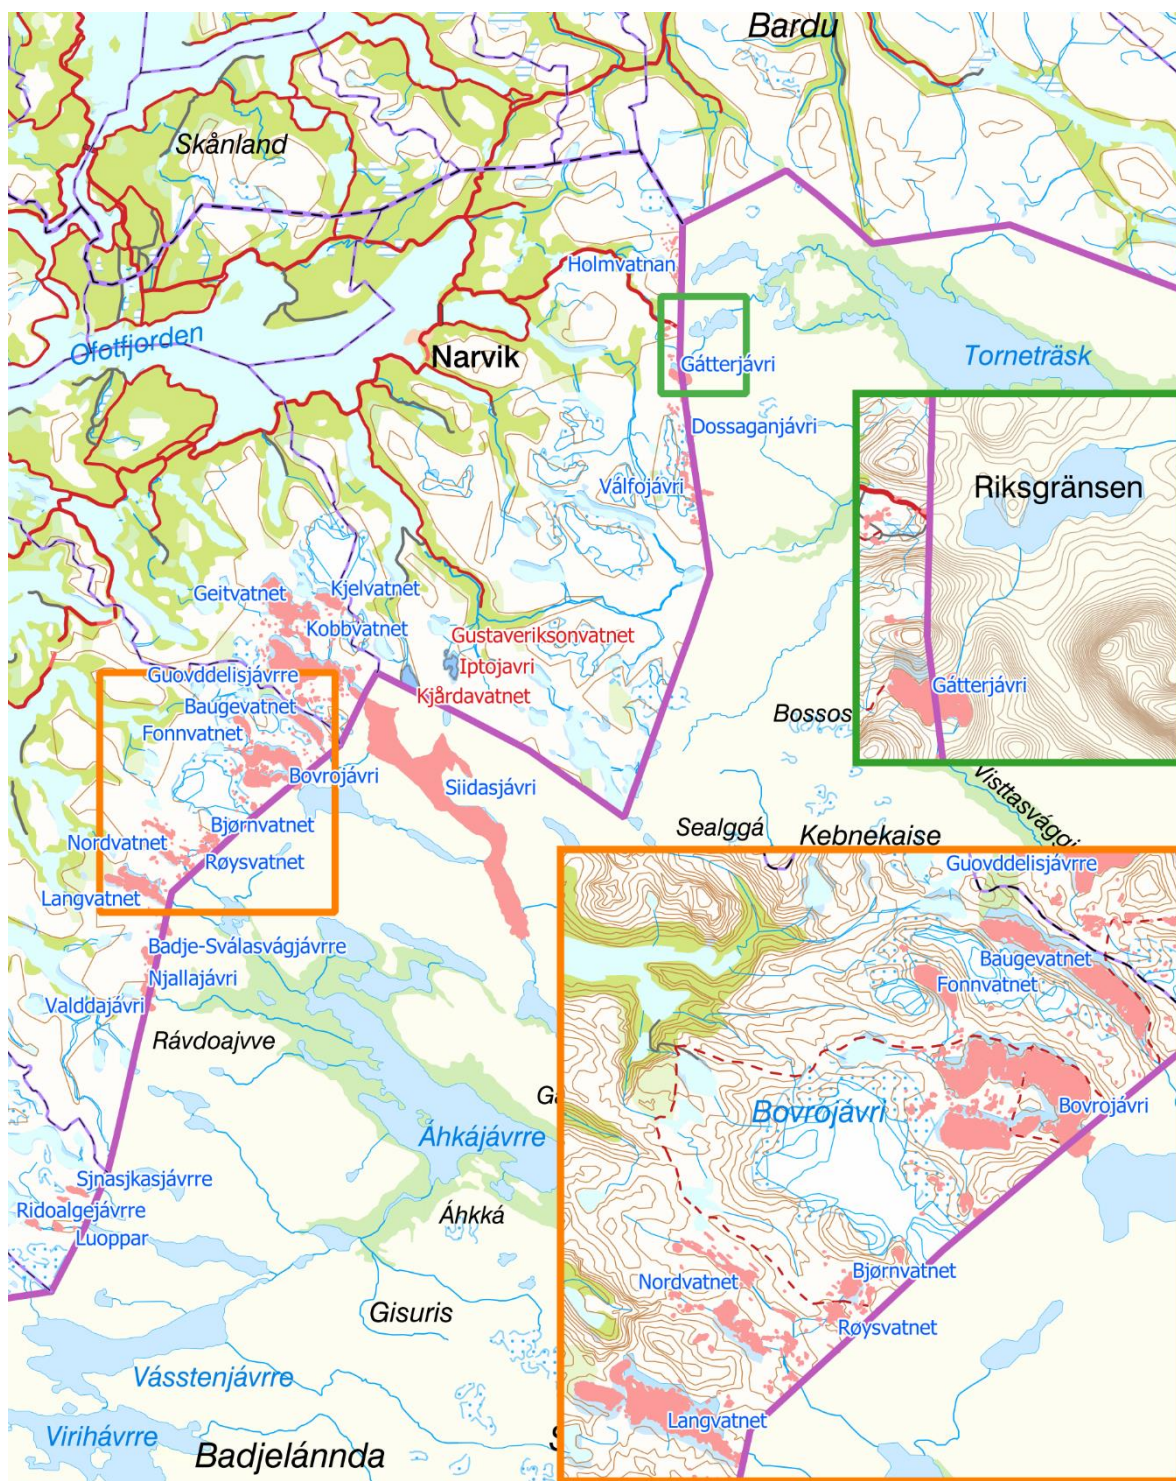 Bardu
Skånland
Holmvatnan
Ofotfjorden
Narvik
Gátterjávri
Torneträsk
Dossaganjávri
Válfojávri
Riksgränsen
Gátterjávri
Geitvatnet
Kjelvatnet
Kobbvatnet
Gustaveriksonvatnet
Iptojavri
Kjårdavatnet
Guovddelisjávrre
Baugevatnet
Fonnvatnet
Bovrojávri
Siidasjávri
Bossos
Visttasvággi
Sealggá
Kebnekaise
Bjørnvatnet
Nordvatnet
Røysvatnet
Langvatnet
Badje-Sválasvágjávrre
Njallajávri
Valddajávri
Rávdoajvve
Áhkájávrre
Sjnasjkasjávrre
Ridoalgejávrre
Luoppar
Áhkká
Gisuris
Vásstenjávrre
Virihávrre
Badjelánnda
Guovddelisjávrre
Baugevatnet
Fonnvatnet
Bovrojávri
Bovrojávri
Bjørnvatnet
Nordvatnet
Røysvatnet
Langvatnet